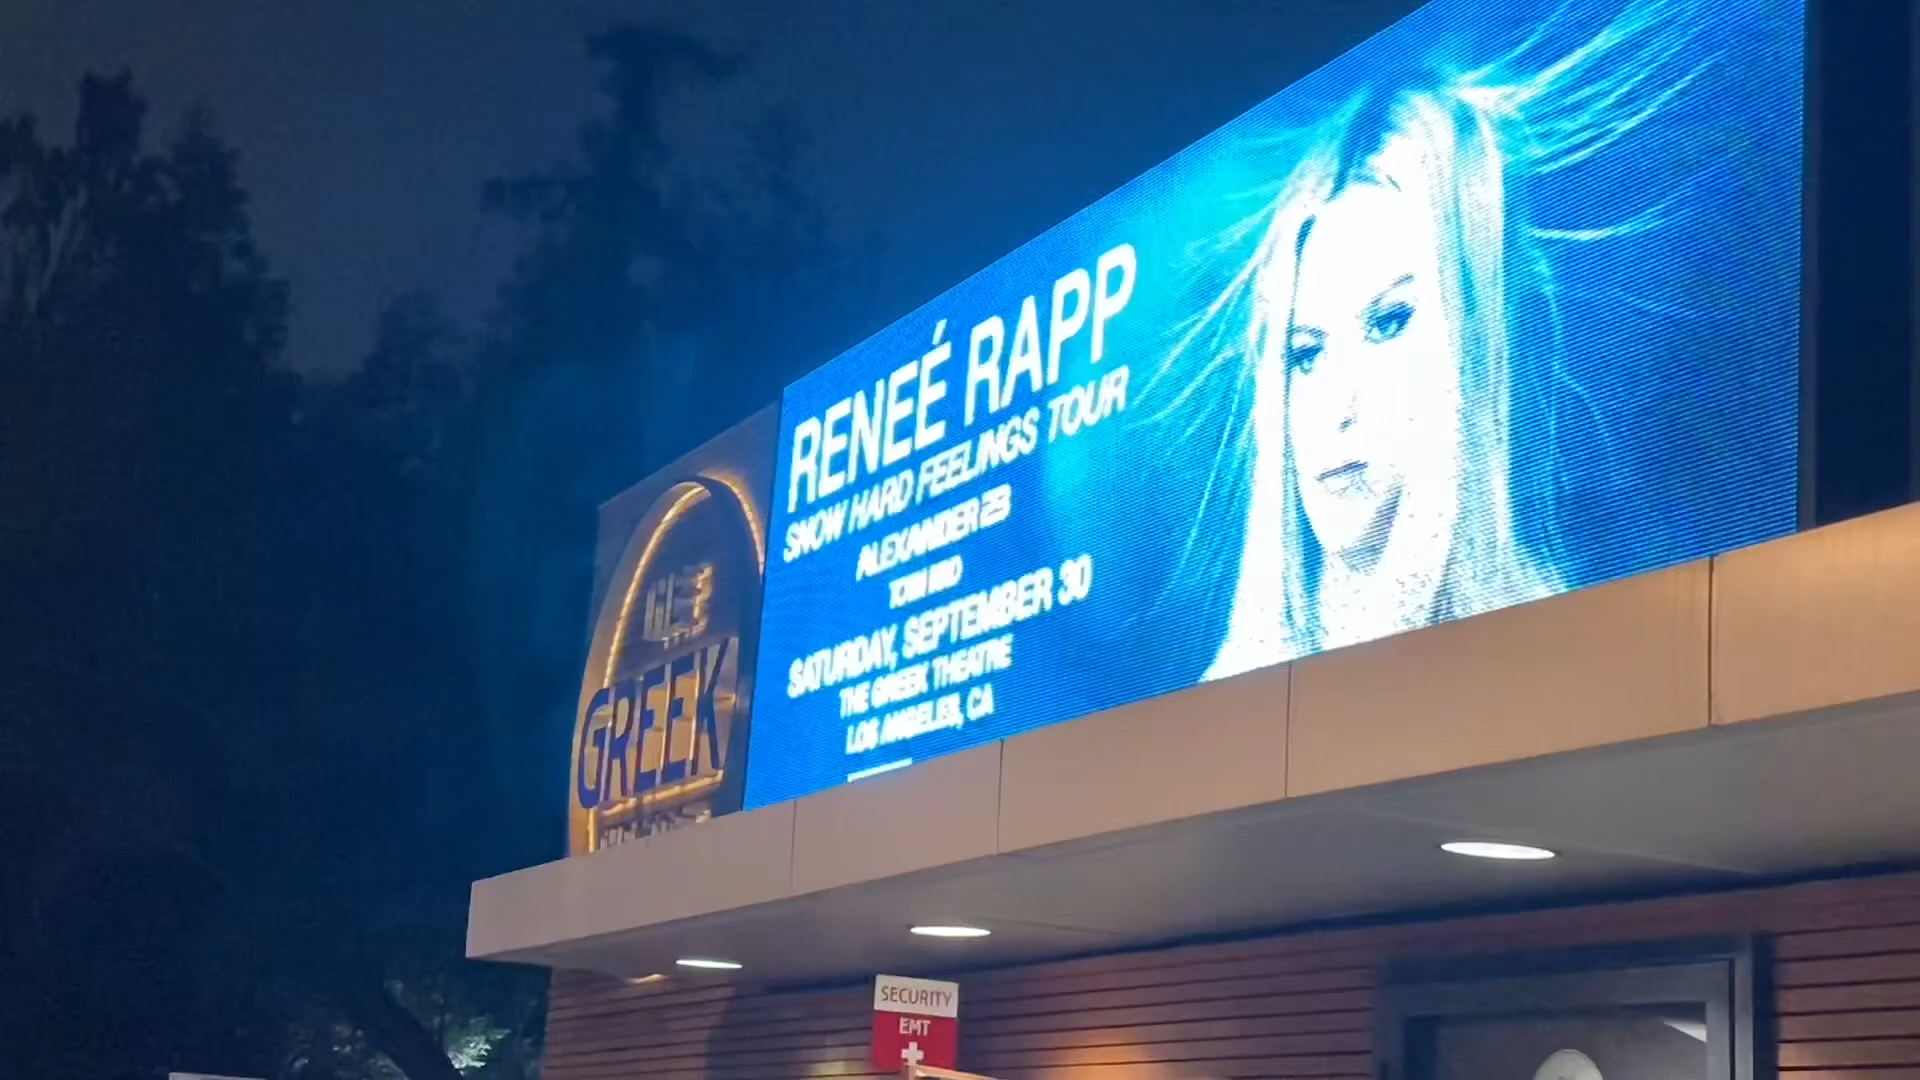 RENEÉ RAPP
SNOW HARD FEELINGS TOUR
ALEXANDER 23
SATURDAY, SEPTEMBER 30
THE GREEK THEATRE
LOS ANGELES, CA
GREEK
SECURITY
EMT